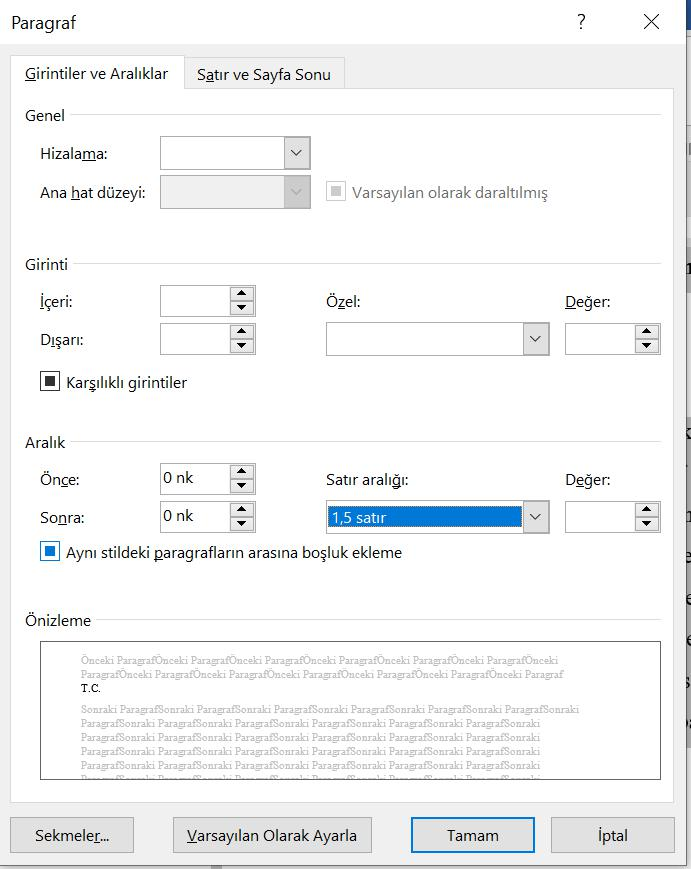 Paragraf
Girintiler ve Aralıklar
Satır ve Sayfa Sonu
Genel
Hizalama:
Ana hat düzeyi:
Varsayılan olarak daraltılmış
Girinti
İçeri:
Özel:
Değer:
Dışarı:
Karşılıklı girintiler
Aralık
Önce: 0 nk
Satır aralığı:
Değer:
Sonra: 0 nk
1,5 satır
Aynı stildeki paragrafların arasına boşluk ekleme
Önizleme
Önceki ParagrafÖnceki ParagrafÖnceki ParagrafÖnceki ParagrafÖnceki ParagrafÖnceki ParagrafÖnceki
ParagrafÖnceki ParagrafÖnceki ParagrafÖnceki ParagrafÖnceki ParagrafÖnceki ParagrafÖnceki Paragraf
T.C.
Sonraki ParagrafSonraki ParagrafSonraki ParagrafSonraki ParagrafSonraki ParagrafSonraki ParagrafSonraki
ParagrafSonraki ParagrafSonraki ParagrafSonraki ParagrafSonraki ParagrafSonraki ParagrafSonraki
ParagrafSonraki ParagrafSonraki ParagrafSonraki ParagrafSonraki ParagrafSonraki ParagrafSonraki
ParagrafSonraki ParagrafSonraki ParagrafSonraki ParagrafSonraki ParagrafSonraki ParagrafSonraki
ParagrafSonraki ParagrafSonraki ParagrafSonraki ParagrafSonraki ParagrafSonraki ParagrafSonraki
Sekmeler...
Varsayılan Olarak Ayarla
Tamam
İptal